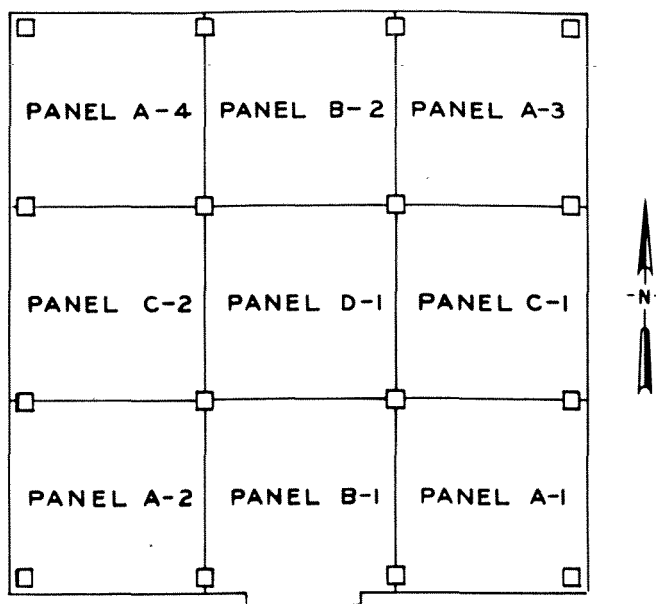 PANEL A-4 PANEL B-2 PANEL A-3
PANEL C-2 PANEL D-1 PANEL C-1
-N-
PANEL A-2 PANEL B-1 PANEL A-1